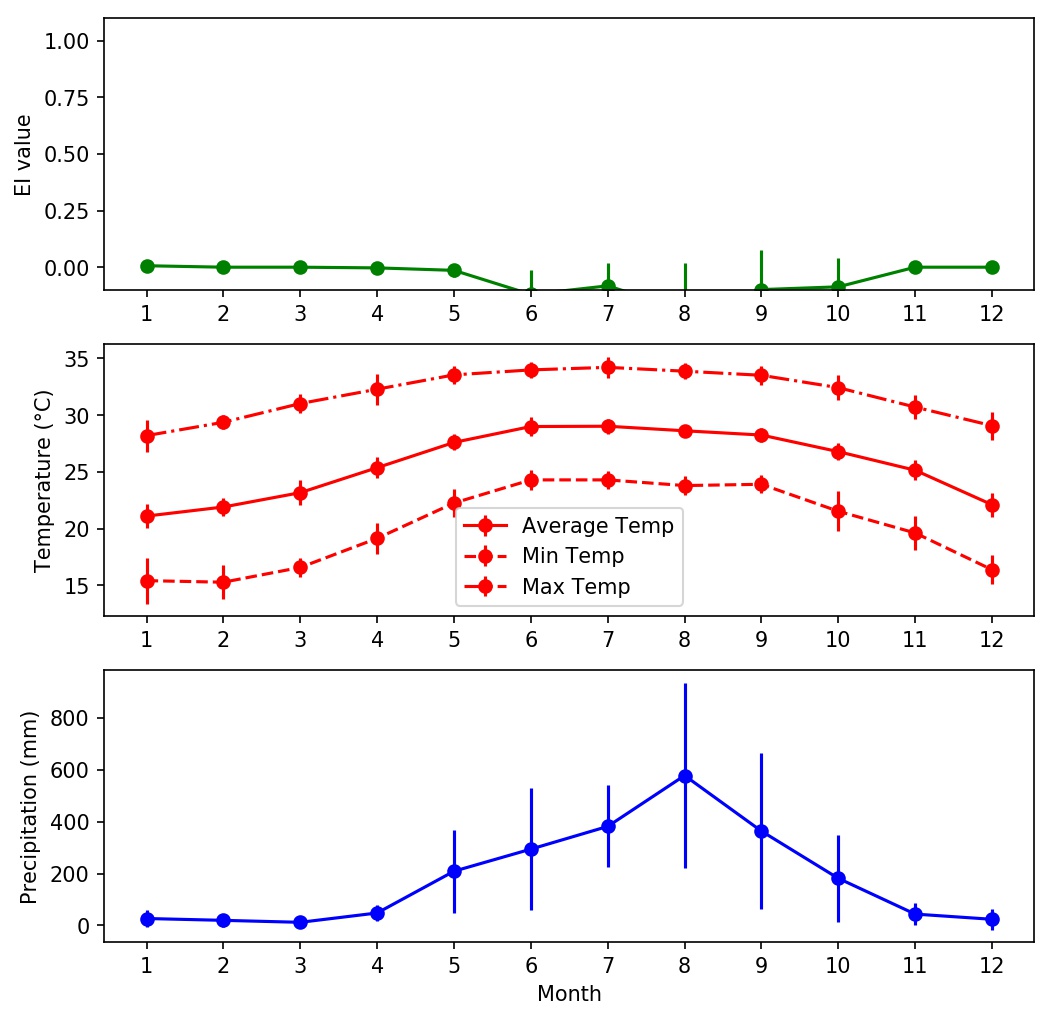 EI value
1.00
0.75
0.50
0.25
0.00
1 2 3 4 5 6 7 8 9 10 11 12
Temperature (°C)
35
30
25
20
15
Average Temp
Min Temp
Max Temp
1 2 3 4 5 6 7 8 9 10 11 12
Precipitation (mm)
800
600
400
200
0
1 2 3 4 5 6 7 8 9 10 11 12
Month